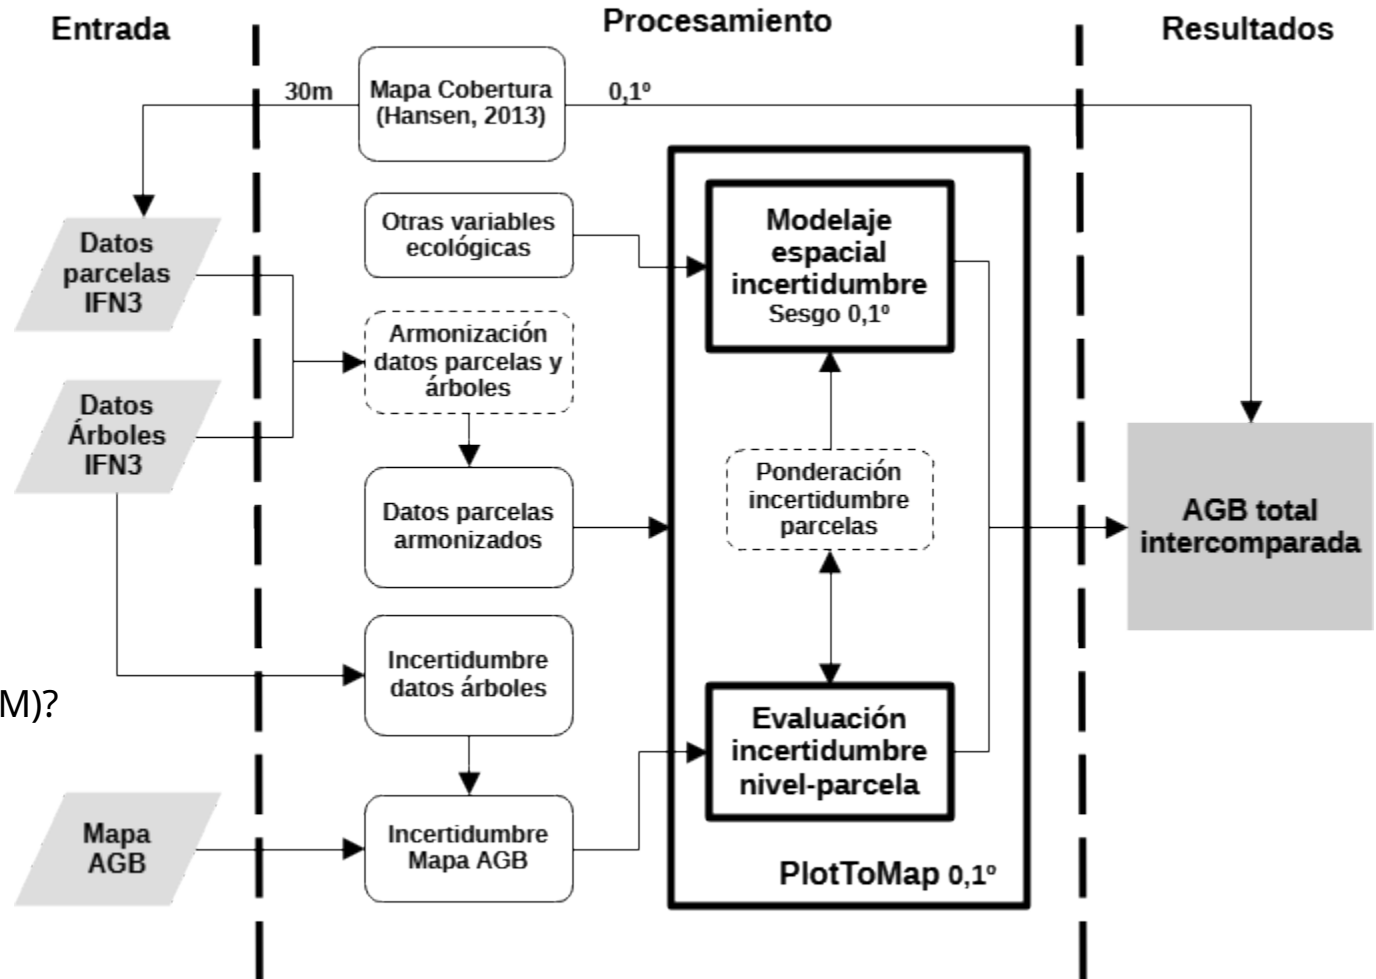 Entrada
Procesamiento
Resultados
30m
Mapa Cobertura
(Hansen, 2013)
0,1º
Datos
parcelas
IFN3
Otras variables
ecológicas
Modelaje
espacial
incertidumbre
Sesgo 0,1º
Armonización
datos parcelas y
árboles
Datos
Árboles
IFN3
Datos parcelas
armonizados
Ponderación
incertidumbre
parcelas
AGB total
intercomparada
Incertidumbre
datos árboles
M)?
Evaluación
incertidumbre
nivel-parcela
Mapa
AGB
Incertidumbre
Mapa AGB
PlotToMap 0,1º